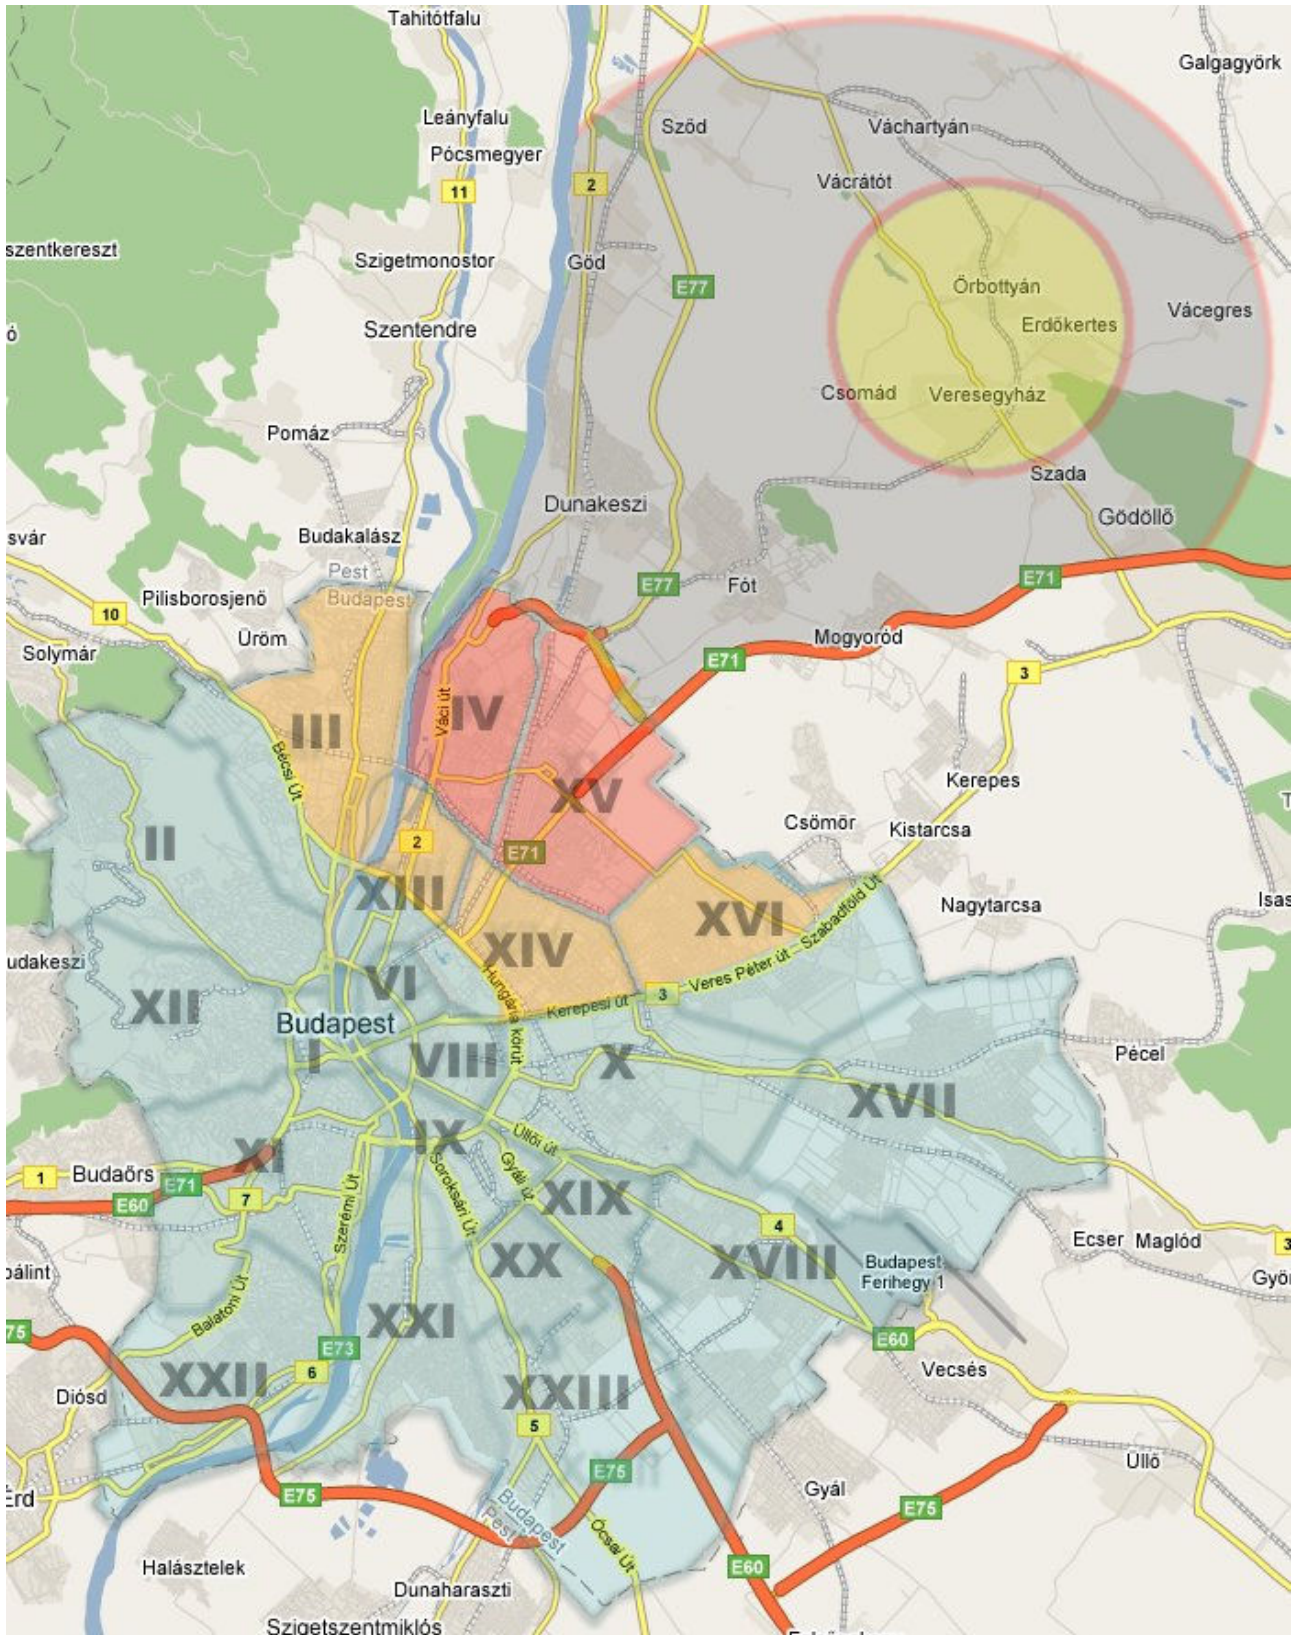 Tahitótfalu
Galgagyörk
Leányfalu
Pócsmegyer
Sződ
Váchartyán
11
2
Vácrátót
szentkereszt
Szigetmonostor
Göd
E77
Őrbottyán
Vácegres
Szentendre
Erdőkertes
ó
Csomád
Veresegyház
Pomáz
Szada
Dunakeszi
Gödöllő
svár
Budakalász
Pest
Budapest
E77
Fót
E71
Pilisborosjenő
10
Üröm
Mogyoród
Solymár
E71
3
IV
Váci út
III
Bécsi Út
XV
Kerepes
Csömör
Kistarcsa
II
2
E71
XIII
XVI
Nagytarcsa
Isas
XIV
Szabadföld Út
Veres Péter út
udakeszi
VI
Hungária körút
3
Kerepesi út
XII
Budapest
Pécel
I
VIII
X
XVII
IX
Üllői út
XI
Budaörs
1
E71
E60
7
Gyáli út
Soroksári Út
Szerémi Út
XIX
4
Ecser
Maglód
3
XX
XVIII
Budapest
Ferihegy 1
bálint
Győ
Balatoni Út
XXI
75
E73
E60
6
XXII
Vecsés
Diósd
XXIII
5
Üllő
E75
Érd
E75
Gyál
E75
Budapest
Pest
Ócsai Út
Halásztelek
E60
Dunaharaszti
Szigetszentmiklós